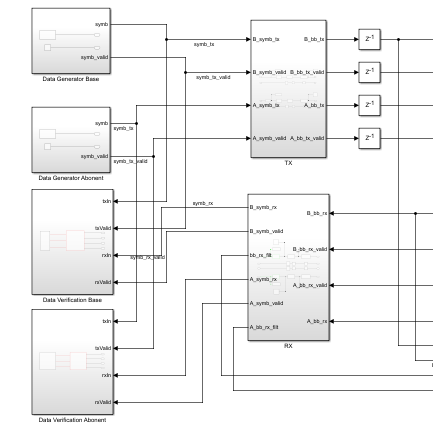 symb
symb_valid
Data Generator Base
symb_tx
symb_tx_valid
B_symb_tx
B_symb_valid
A_symb_tx
A_symb_valid
B_bb_tx
B_bb_tx_valid
A_bb_tx
A_bb_tx_valid
TX
z-1
z-1
z-1
z-1
symb
symb_valid
Data Generator Abonent
symb_tx
symb_tx_valid
txIn
txValid
rxIn
rxValid
Data Verification Base
symb_rx
symb_rx_valid
B_symb_rx
B_symb_valid
bb_rx_filt
A_symb_rx
A_symb_valid
A_bb_rx_filt
B_bb_rx
B_bb_rx_valid
A_bb_rx_valid
A_bb_rx
RX
txIn
txValid
rxIn
rxValid
Data Verification Abonent